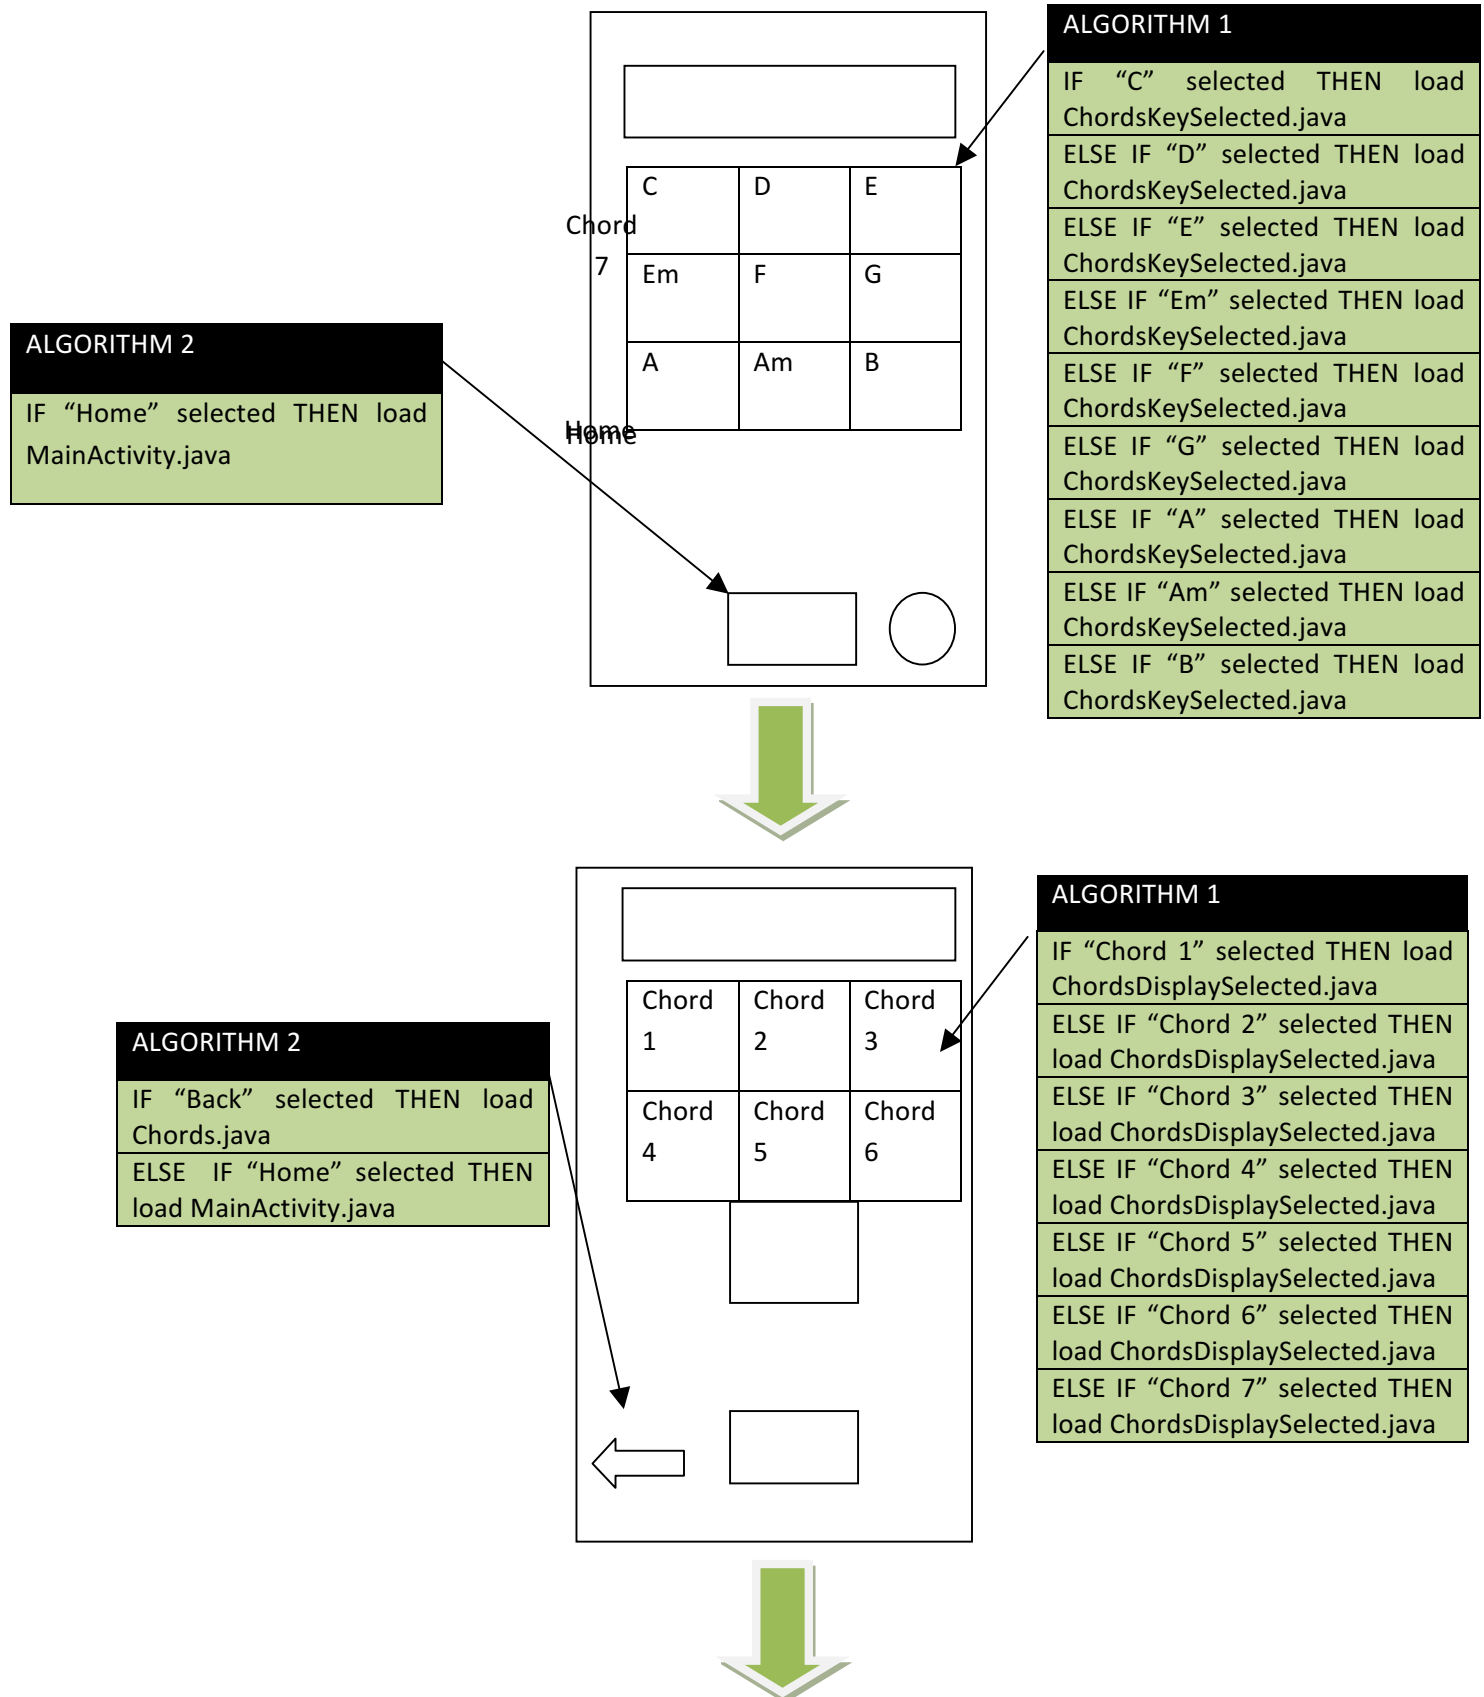 ALGORITHM 1
IF “C” selected THEN load
ChordsKeySelected.java
ELSE IF “D” selected THEN load
ChordsKeySelected.java
ELSE IF “E” selected THEN load
ChordsKeySelected.java
ELSE IF “Em” selected THEN load
ChordsKeySelected.java
ELSE IF “F” selected THEN load
ChordsKeySelected.java
ELSE IF “G” selected THEN load
ChordsKeySelected.java
ELSE IF “A” selected THEN load
ChordsKeySelected.java
ELSE IF “Am” selected THEN load
ChordsKeySelected.java
ELSE IF “B” selected THEN load
ChordsKeySelected.java
C D E
Chord
7
Em F G
A Am B
Home
Home
ALGORITHM 2
IF “Home” selected THEN load
MainActivity.java
ALGORITHM 1
IF “Chord 1” selected THEN load
ChordsDisplaySelected.java
ELSE IF “Chord 2” selected THEN
load ChordsDisplaySelected.java
ELSE IF “Chord 3” selected THEN
load ChordsDisplaySelected.java
ELSE IF “Chord 4” selected THEN
load ChordsDisplaySelected.java
ELSE IF “Chord 5” selected THEN
load ChordsDisplaySelected.java
ELSE IF “Chord 6” selected THEN
load ChordsDisplaySelected.java
ELSE IF “Chord 7” selected THEN
load ChordsDisplaySelected.java
Chord Chord Chord
1 2 3
Chord Chord Chord
4 5 6
ALGORITHM 2
IF “Back” selected THEN load
Chords.java
ELSE IF “Home” selected THEN
load MainActivity.java